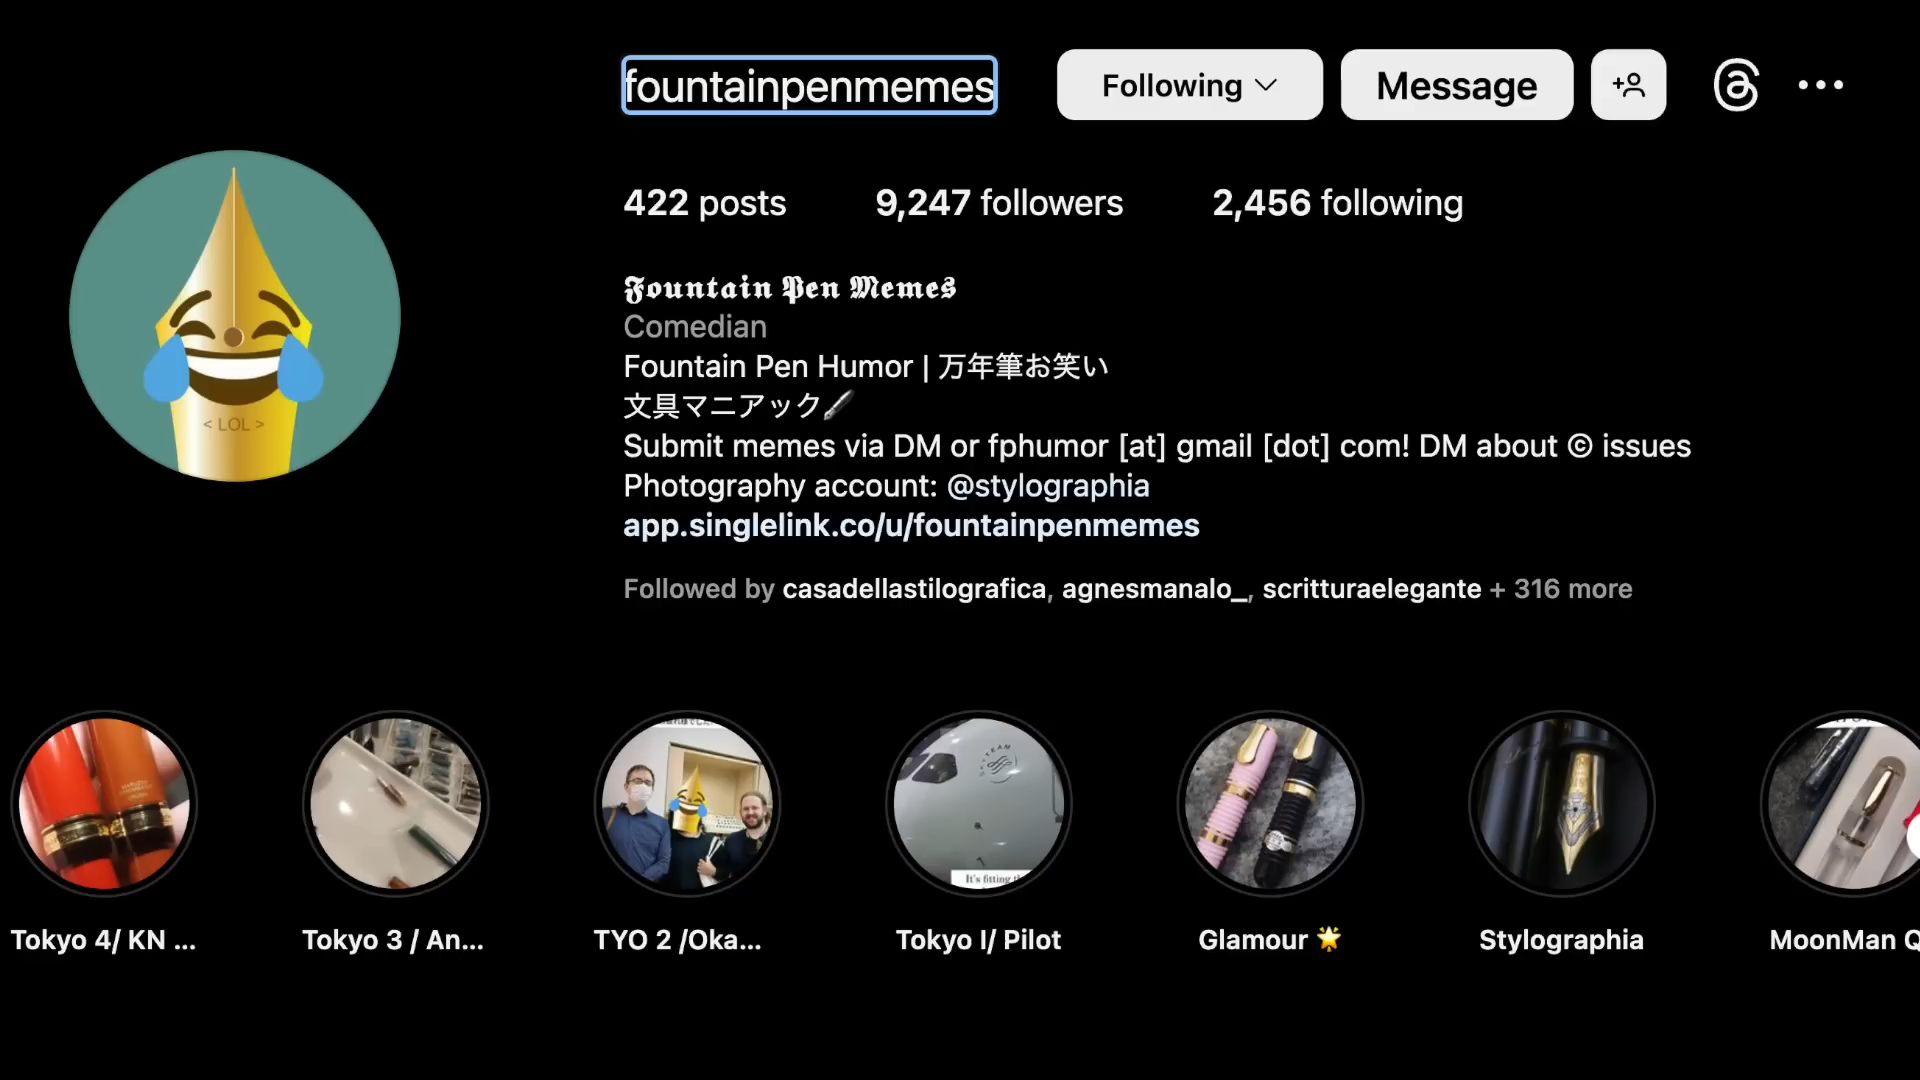 fountainpenmemes
Following
Message
422 posts
9,247 followers
2,456 following
𝕱𝖔𝖚𝖓𝖙𝖆𝖎𝖓 𝕻𝖊𝖓 𝕸𝖊𝖒𝖊𝖘
Comedian
Fountain Pen Humor | 万年筆お笑い
文具マニアック🖋️
Submit memes via DM or fphumor [at] gmail [dot] com! DM about © issues
Photography account: @stylographia
app.singlelink.co/u/fountainpenmemes
Followed by casadellastilografica, agnesmanalo_, scritturaelegante + 316 more
< LOL >
SKYTEAM
It's fitting
Tokyo 4/ KN ...
Tokyo 3 / An...
TYO 2 /Oka...
Tokyo I/ Pilot
Glamour 🌟
Stylographia
MoonMan Q